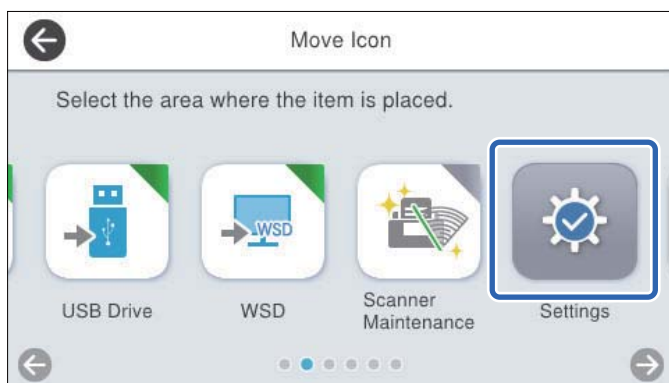 Move Icon
Select the area where the item is placed.
WSD
USB Drive
WSD
Scanner
Maintenance
Settings